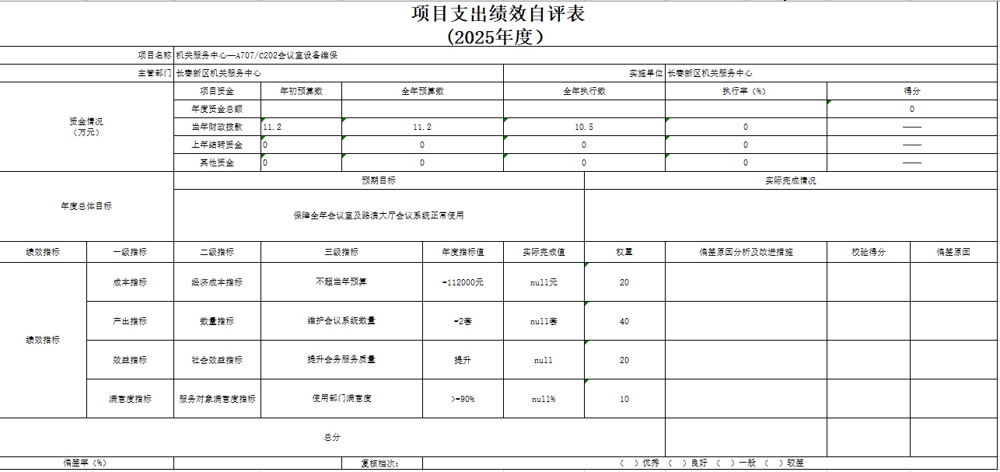 项目支出绩效自评表
(2025年度)
项目名称 机关服务中心—A707/C202会议室设备维保
主管部门 长春新区机关服务中心 实施单位 长春新区机关服务中心
资金情况
（万元）
项目资金 年初预算数 全年预算数 全年执行数 执行率（%） 得分
年度资金总额 0
当年财政拨款 11.2 11.2 10.5 0 ——
上年结转资金 0 0 0 0 ——
其他资金 0 0 0 0 ——
年度总体目标 预期目标 实际完成情况
保障全年会议室及路演大厅会议系统正常使用
绩效指标 一级指标 二级指标 三级指标 年度指标值 实际完成值 权重 偏差原因分析及改进措施 校验得分 偏差原因
绩效指标
成本指标 经济成本指标 不超当年预算 =112000元 null元 20
产出指标 数量指标 维护会议系统数量 =2套 null套 40
效益指标 社会效益指标 提升会务服务质量 提升 null 20
满意度指标 服务对象满意度指标 使用部门满意度 >=90% null% 10
总分
偏差率（%） 复核档次： （ ）优秀 （ ）良好 （ ）一般 （ ）较差